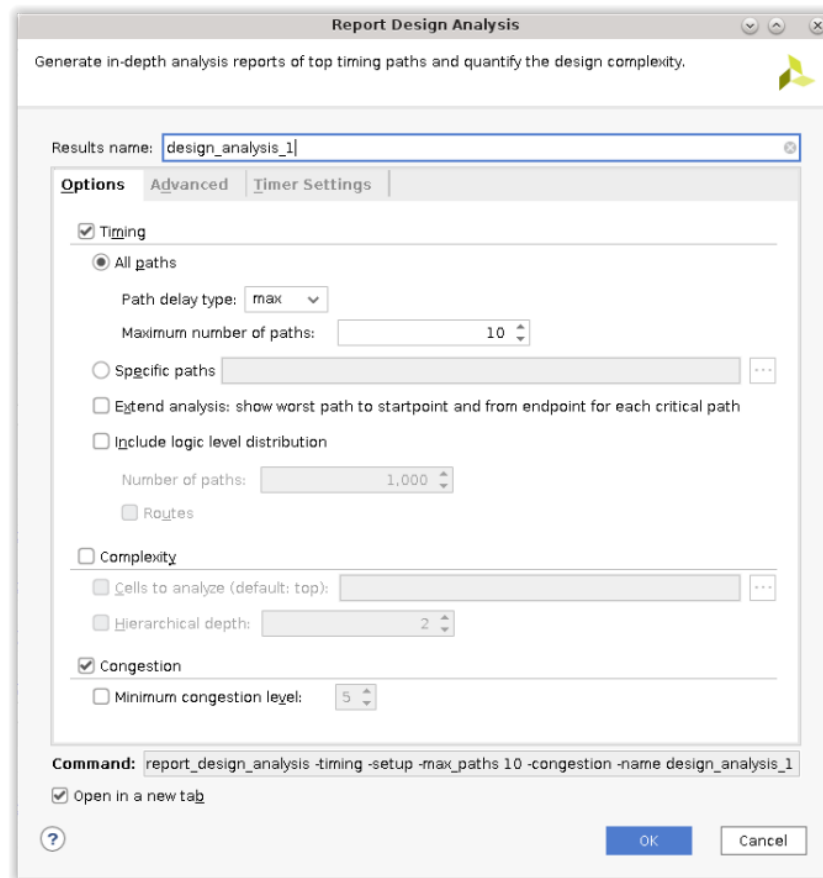 Report Design Analysis
Generate in-depth analysis reports of top timing paths and quantify the design complexity.
Results name: design_analysis_1
Options Advanced Timer Settings
Timing
All paths
Path delay type: max
Maximum number of paths: 10
Specific paths ...
Extend analysis: show worst path to startpoint and from endpoint for each critical path
Include logic level distribution
Number of paths: 1,000
Routes
Complexity
Cells to analyze (default: top): ...
Hierarchical depth: 2
Congestion
Minimum congestion level: 5
Command: report_design_analysis -timing -setup -max_paths 10 -congestion -name design_analysis_1
Open in a new tab
? OK Cancel